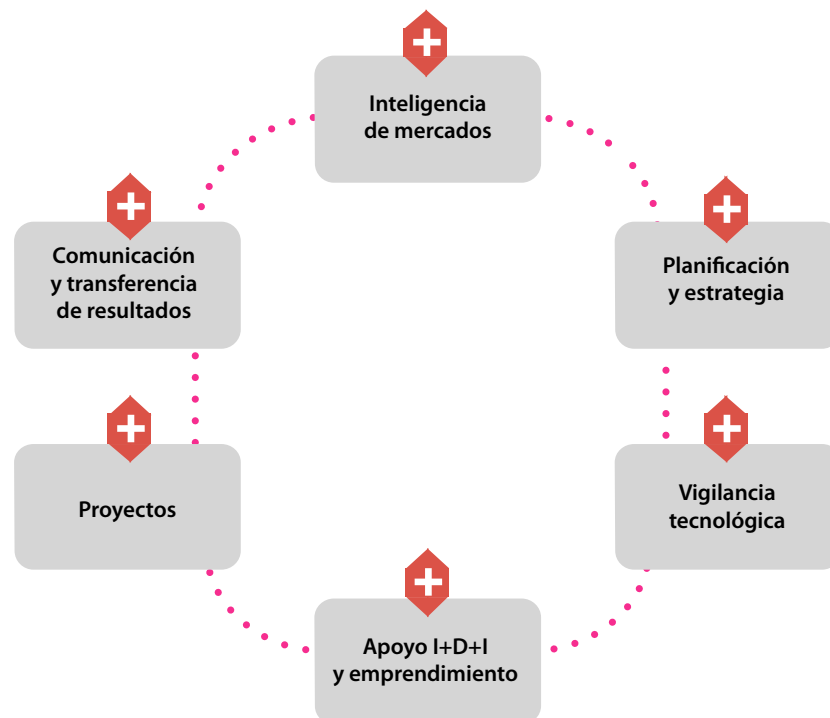 Inteligencia
de mercados
Comunicación
y transferencia
de resultados
Planificación
y estrategia
Proyectos
Vigilancia
tecnológica
Apoyo I+D+I
y emprendimiento